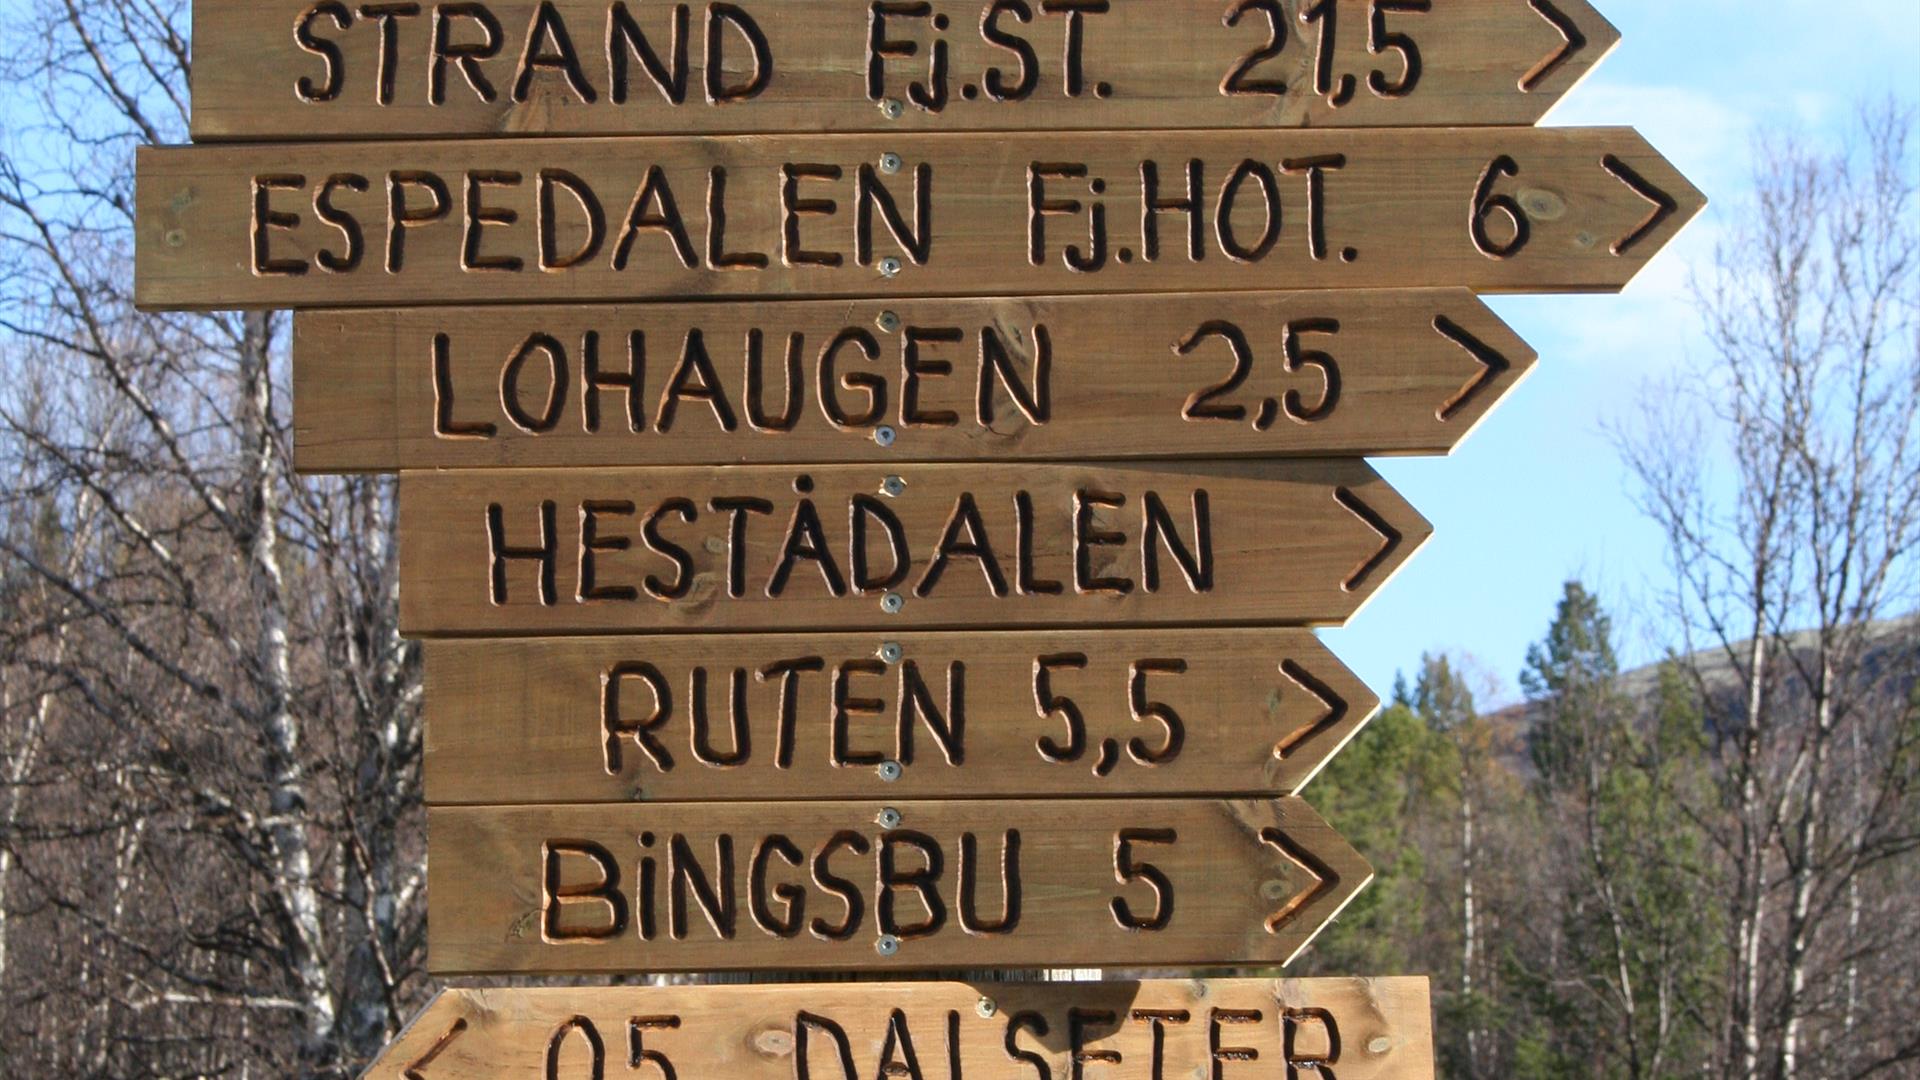 STRAND Fj.ST. 21,5 >
ESPEDALEN Fj.HOT. 6 >
LOHAUGEN 2,5 >
HESTÅDALEN >
RUTEN 5,5 >
BiNGSBU 5 >
< 0,5 DALSETER